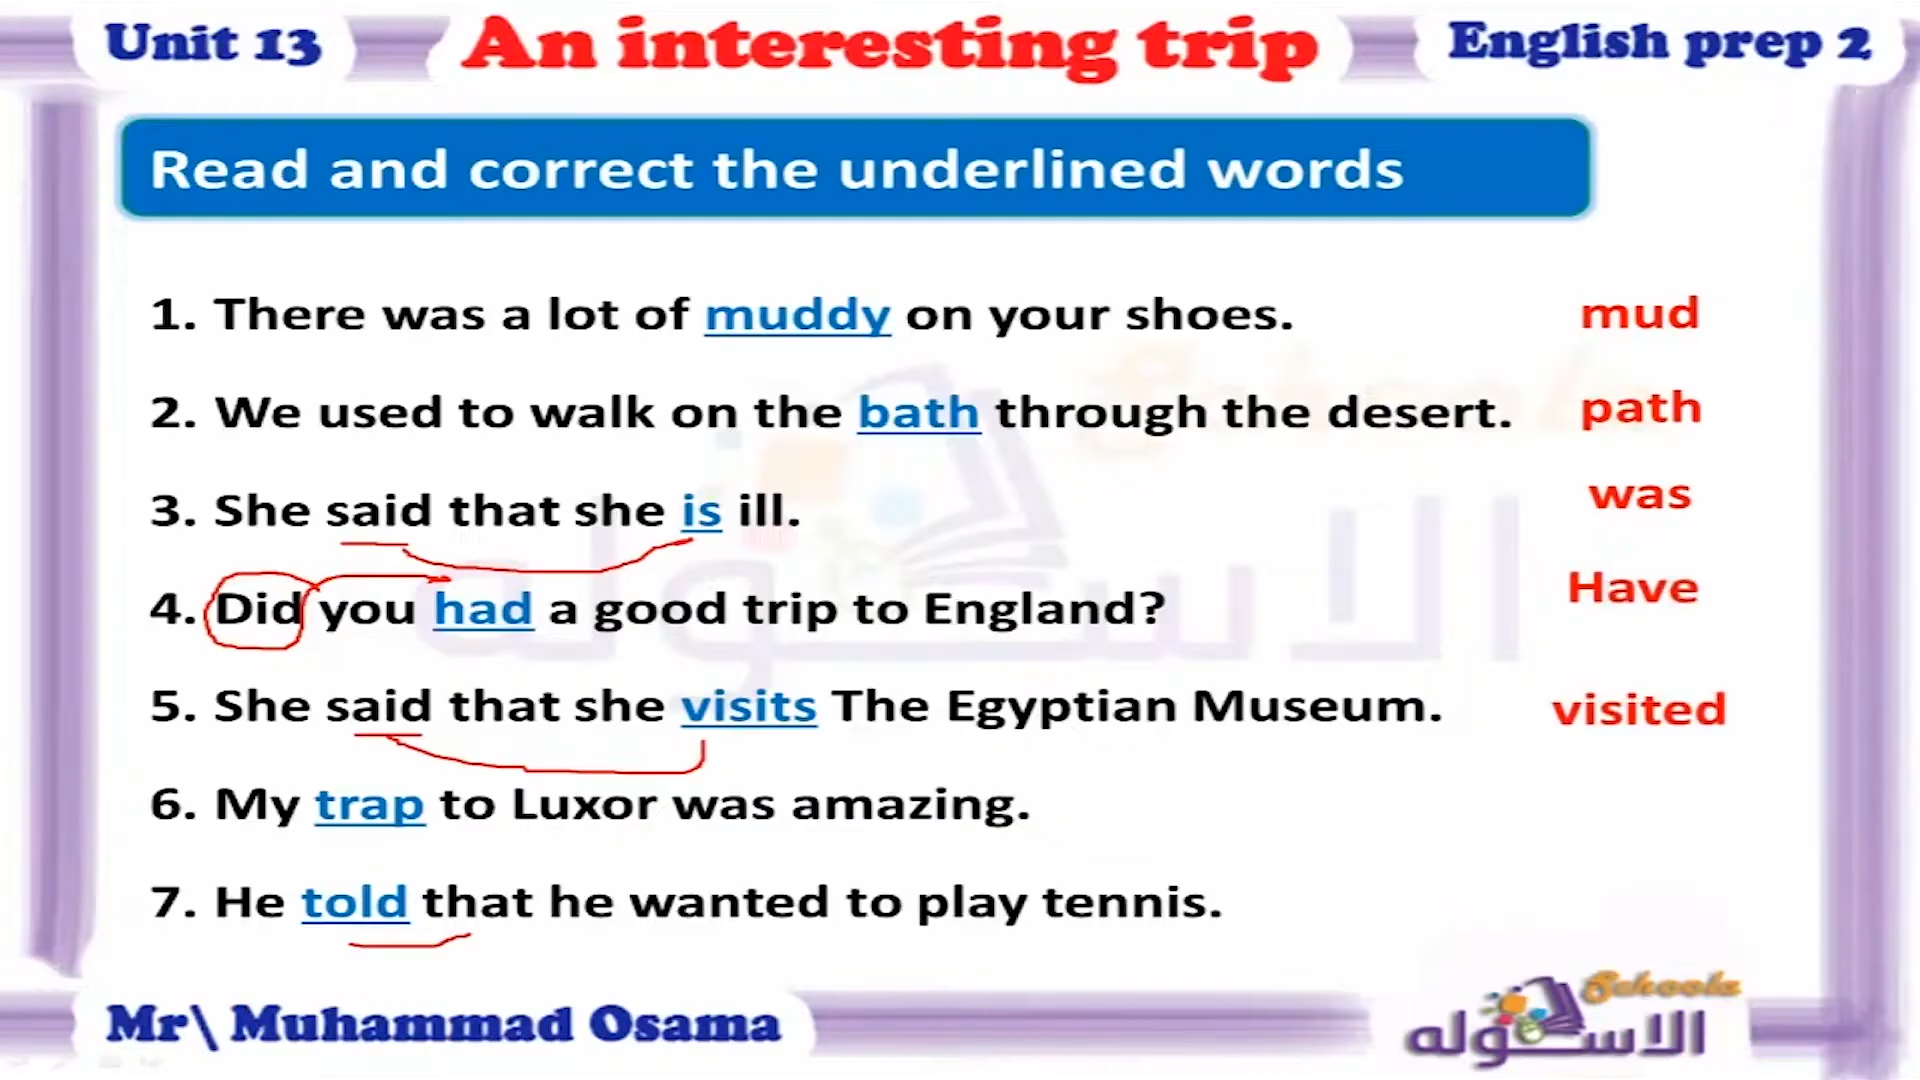 Unit 13
An interesting trip
English prep 2
Read and correct the underlined words
1. There was a lot of muddy on your shoes. mud
2. We used to walk on the bath through the desert. path
3. She said that she is ill. was
4. Did you had a good trip to England? Have
5. She said that she visits The Egyptian Museum. visited
6. My trap to Luxor was amazing.
7. He told that he wanted to play tennis.
Mr\ Muhammad Osama
Schoola
الاسكوله